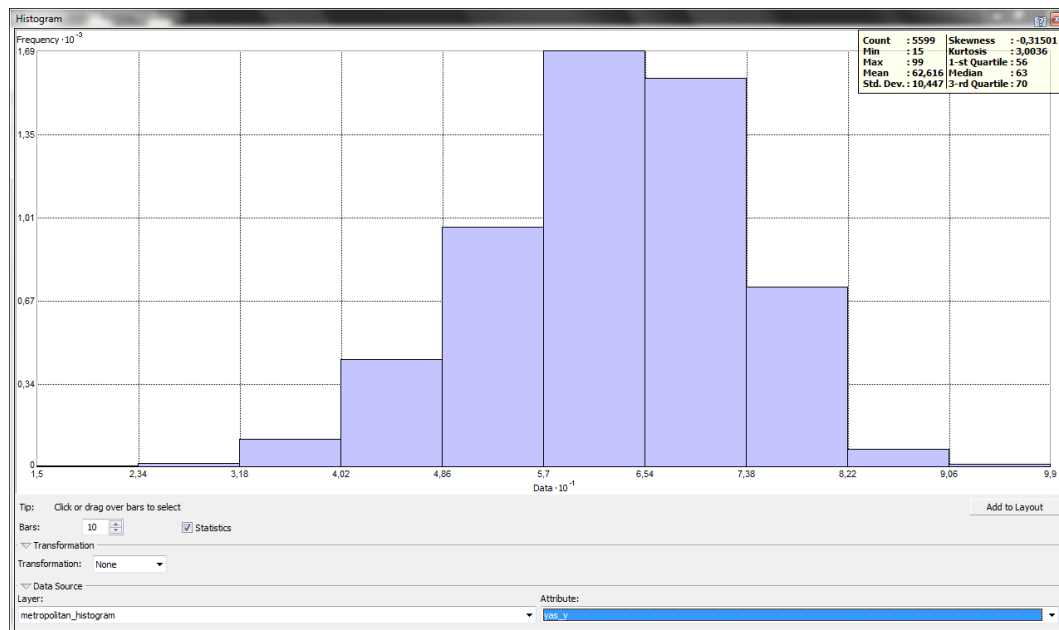 Histogram
Frequency · 10 -3
Count : 5599 Skewness : -0,31501
Min : 15 Kurtosis : 3,0036
Max : 99 1-st Quartile : 56
Mean : 62,616 Median : 63
Std. Dev. : 10,447 3-rd Quartile : 70
1,69
1,35
1,01
0,67
0,34
0
1,5 2,34 3,18 4,02 4,86 5,7 6,54 7,38 8,22 9,06 9,9
Data · 10 -1
Tip: Click or drag over bars to select Add to Layout
Bars: 10 Statistics
Transformation
Transformation: None
Data Source
Layer: Attribute:
metropolitan_histogram yas_y